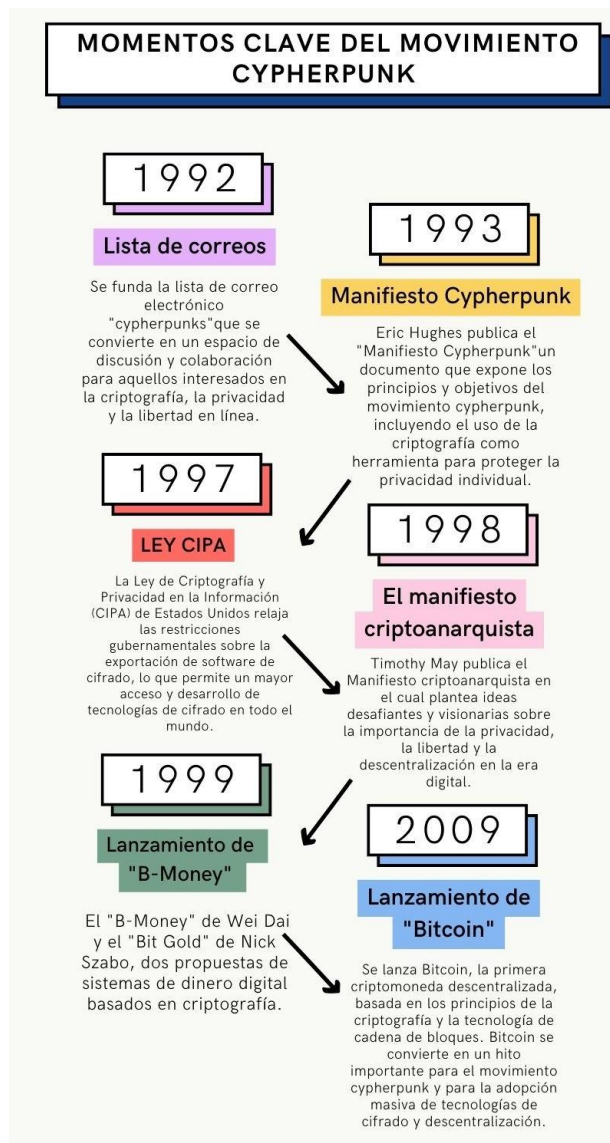 MOMENTOS CLAVE DEL MOVIMIENTO
CYPHERPUNK
1992
Lista de correos
Se funda la lista de correo
electrónico
"cypherpunks"que se
convierte en un espacio de
discusión y colaboración
para aquellos interesados en
la criptografía, la privacidad
y la libertad en línea.
1993
Manifiesto Cypherpunk
Eric Hughes publica el
"Manifiesto Cypherpunk"un
documento que expone los
principios y objetivos del
movimiento cypherpunk,
incluyendo el uso de la
criptografía como
herramienta para proteger la
privacidad individual.
1997
LEY CIPA
La Ley de Criptografía y
Privacidad en la Información
(CIPA) de Estados Unidos relaja
las restricciones
gubernamentales sobre la
exportación de software de
cifrado, lo que permite un mayor
acceso y desarrollo de
tecnologías de cifrado en todo el
mundo.
1998
El manifiesto
criptoanarquista
Timothy May publica el
Manifiesto criptoanarquista en
el cual plantea ideas
desafiantes y visionarias sobre
la importancia de la privacidad,
la libertad y la
descentralización en la era
digital.
1999
Lanzamiento de
"B-Money"
El "B-Money" de Wei Dai
y el "Bit Gold" de Nick
Szabo, dos propuestas de
sistemas de dinero digital
basados en criptografía.
2009
Lanzamiento de
"Bitcoin"
Se lanza Bitcoin, la primera
criptomoneda descentralizada,
basada en los principios de la
criptografía y la tecnología de
cadena de bloques. Bitcoin se
convierte en un hito
importante para el movimiento
cypherpunk y para la adopción
masiva de tecnologías de
cifrado y descentralización.